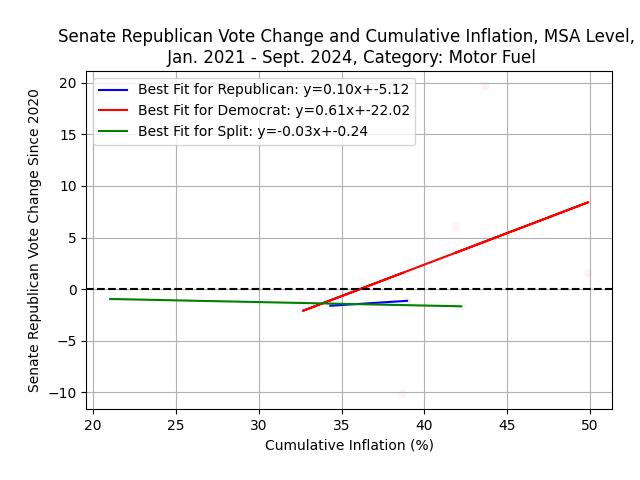 Senate Republican Vote Change and Cumulative Inflation, MSA Level,
Jan. 2021 - Sept. 2024, Category: Motor Fuel
Senate Republican Vote Change Since 2020
20
15
10
5
0
−5
−10
Best Fit for Republican: y=0.10x+-5.12
Best Fit for Democrat: y=0.61x+-22.02
Best Fit for Split: y=-0.03x+-0.24
20 25 30 35 40 45 50
Cumulative Inflation (%)